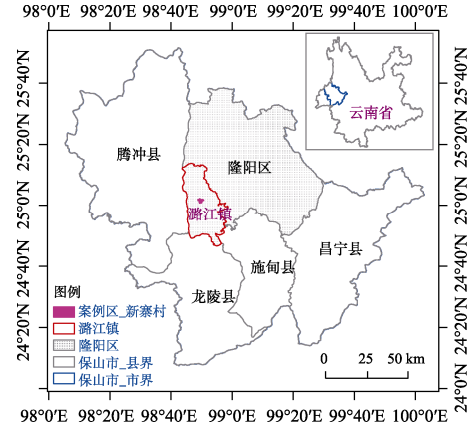 98°0′E 98°20′E 98°40′E 99°0′E 99°20′E 99°40′E 100°0′E
25°40′N
25°20′N
25°0′N
24°40′N
24°20′N
24°0′N
25°40′N
25°20′N
25°0′N
24°40′N
24°20′N
24°0′N
云南省
腾冲县
隆阳区
潞江镇
昌宁县
施甸县
龙陵县
图例
案例区_新寨村
潞江镇
隆阳区
保山市_县界
保山市_市界
0 25 50 km
98°0′E 98°20′E 98°40′E 99°0′E 99°20′E 99°40′E 100°0′E